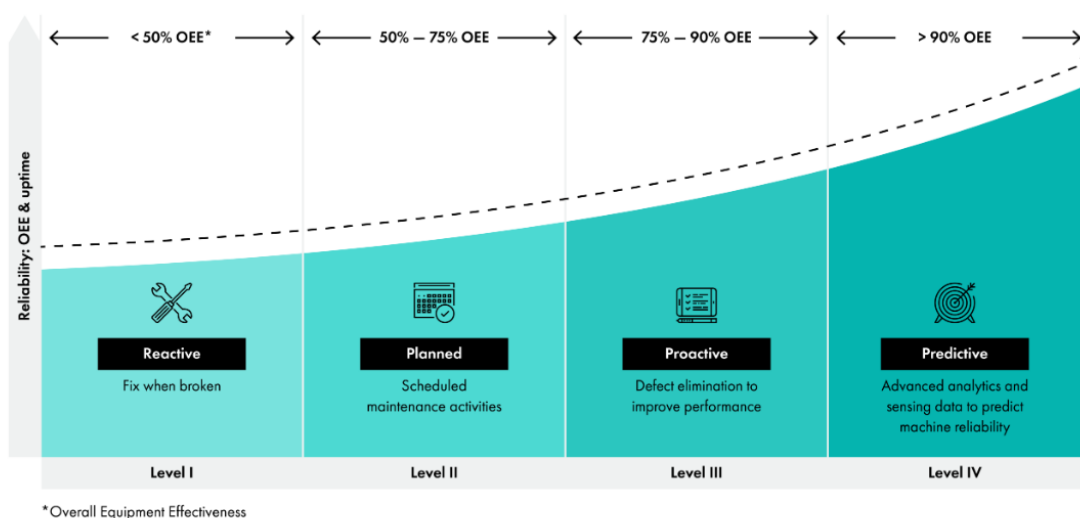 < 50% OEE*
50% — 75% OEE
75% — 90% OEE
> 90% OEE
Reliability: OEE & uptime
Reactive
Fix when broken
Planned
Scheduled
maintenance activities
Proactive
Defect elimination to
improve performance
Predictive
Advanced analytics and
sensing data to predict
machine reliability
Level I
Level II
Level III
Level IV
*Overall Equipment Effectiveness